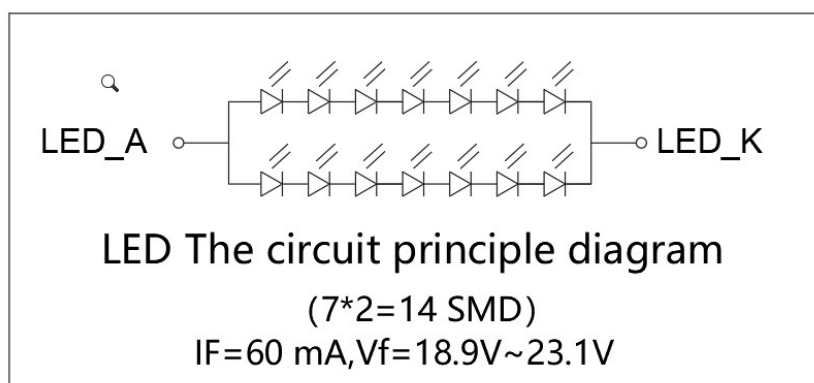 LED_A LED_K
LED The circuit principle diagram
(7*2=14 SMD)
IF=60 mA,Vf=18.9V~23.1V